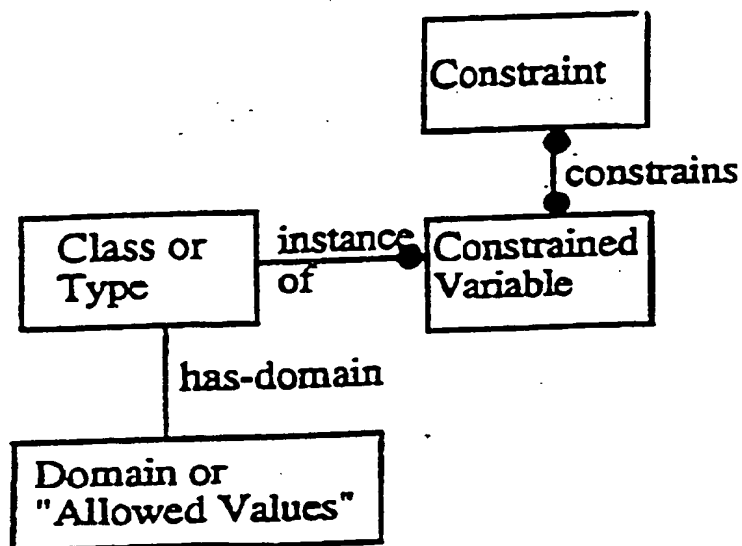 Constraint
constrains
Class or
Type
instance
of
Constrained
Variable
has-domain
Domain or
"Allowed Values"